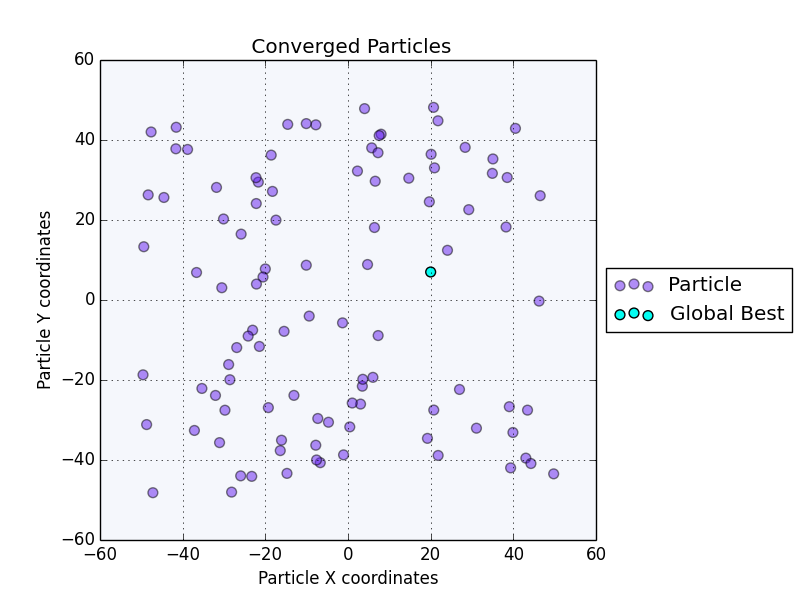 Converged Particles
60
40
20
0
−20
−40
−60
−60 −40 −20 0 20 40 60
Particle Y coordinates
Particle X coordinates
Particle
Global Best